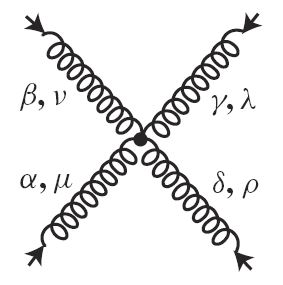 β, ν
γ, λ
α, μ
δ, ρ